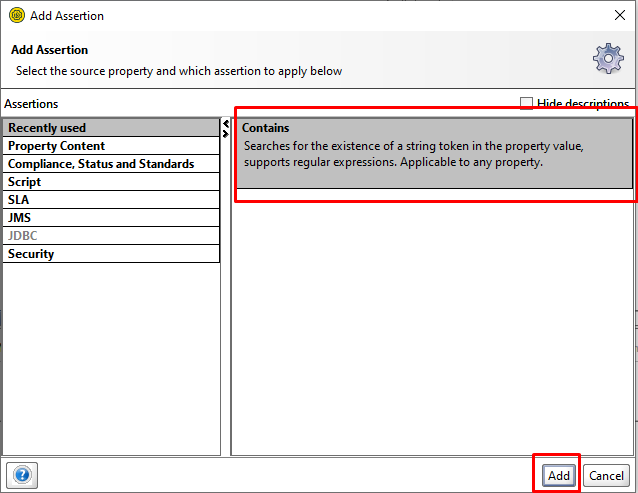 Add Assertion
Add Assertion
Select the source property and which assertion to apply below
Assertions
Hide descriptions
Recently used
Property Content
Compliance, Status and Standards
Script
SLA
JMS
JDBC
Security
Contains
Searches for the existence of a string token in the property value,
supports regular expressions. Applicable to any property.
?
Add
Cancel